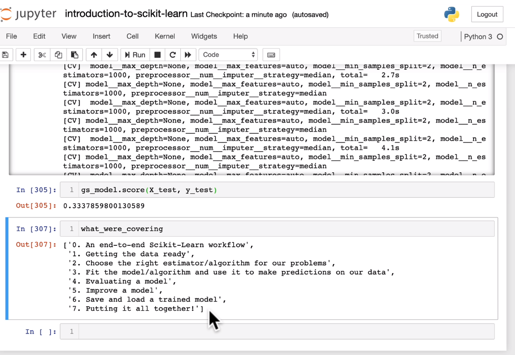 jupyter introduction-to-scikit-learn Last Checkpoint: a minute ago (autosaved)
Logout
File Edit View Insert Cell Kernel Widgets Help
Trusted
Python 3
Run
Code
[CV] model__max_depth=None, model__max_features=auto, model__min_samples_split=2, model__n_e
stimators=1000, preprocessor__num__imputer__strategy=median, total= 2.7s
[CV] model__max_depth=None, model__max_features=auto, model__min_samples_split=2, model__n_es
timators=1000, preprocessor__num__imputer__strategy=median
[CV] model__max_depth=None, model__max_features=auto, model__min_samples_split=2, model__n_e
stimators=1000, preprocessor__num__imputer__strategy=median, total= 3.0s
[CV] model__max_depth=None, model__max_features=auto, model__min_samples_split=2, model__n_es
timators=1000, preprocessor__num__imputer__strategy=median
[CV] model__max_depth=None, model__max_features=auto, model__min_samples_split=2, model__n_e
stimators=1000, preprocessor__num__imputer__strategy=median, total= 4.1s
[CV] model__max_depth=None, model__max_features=auto, model__min_samples_split=2, model__n_es
timators=1000, preprocessor__num__imputer__strategy=median
In [305]: 1 gs_model.score(X_test, y_test)
Out[305]: 0.3337859800130589
In [307]: 1 what_were_covering
Out[307]: ['0. An end-to-end Scikit-Learn workflow',
'1. Getting the data ready',
'2. Choose the right estimator/algorithm for our problems',
'3. Fit the model/algorithm and use it to make predictions on our data',
'4. Evaluating a model',
'5. Improve a model',
'6. Save and load a trained model',
'7. Putting it all together!']
In [ ]: 1